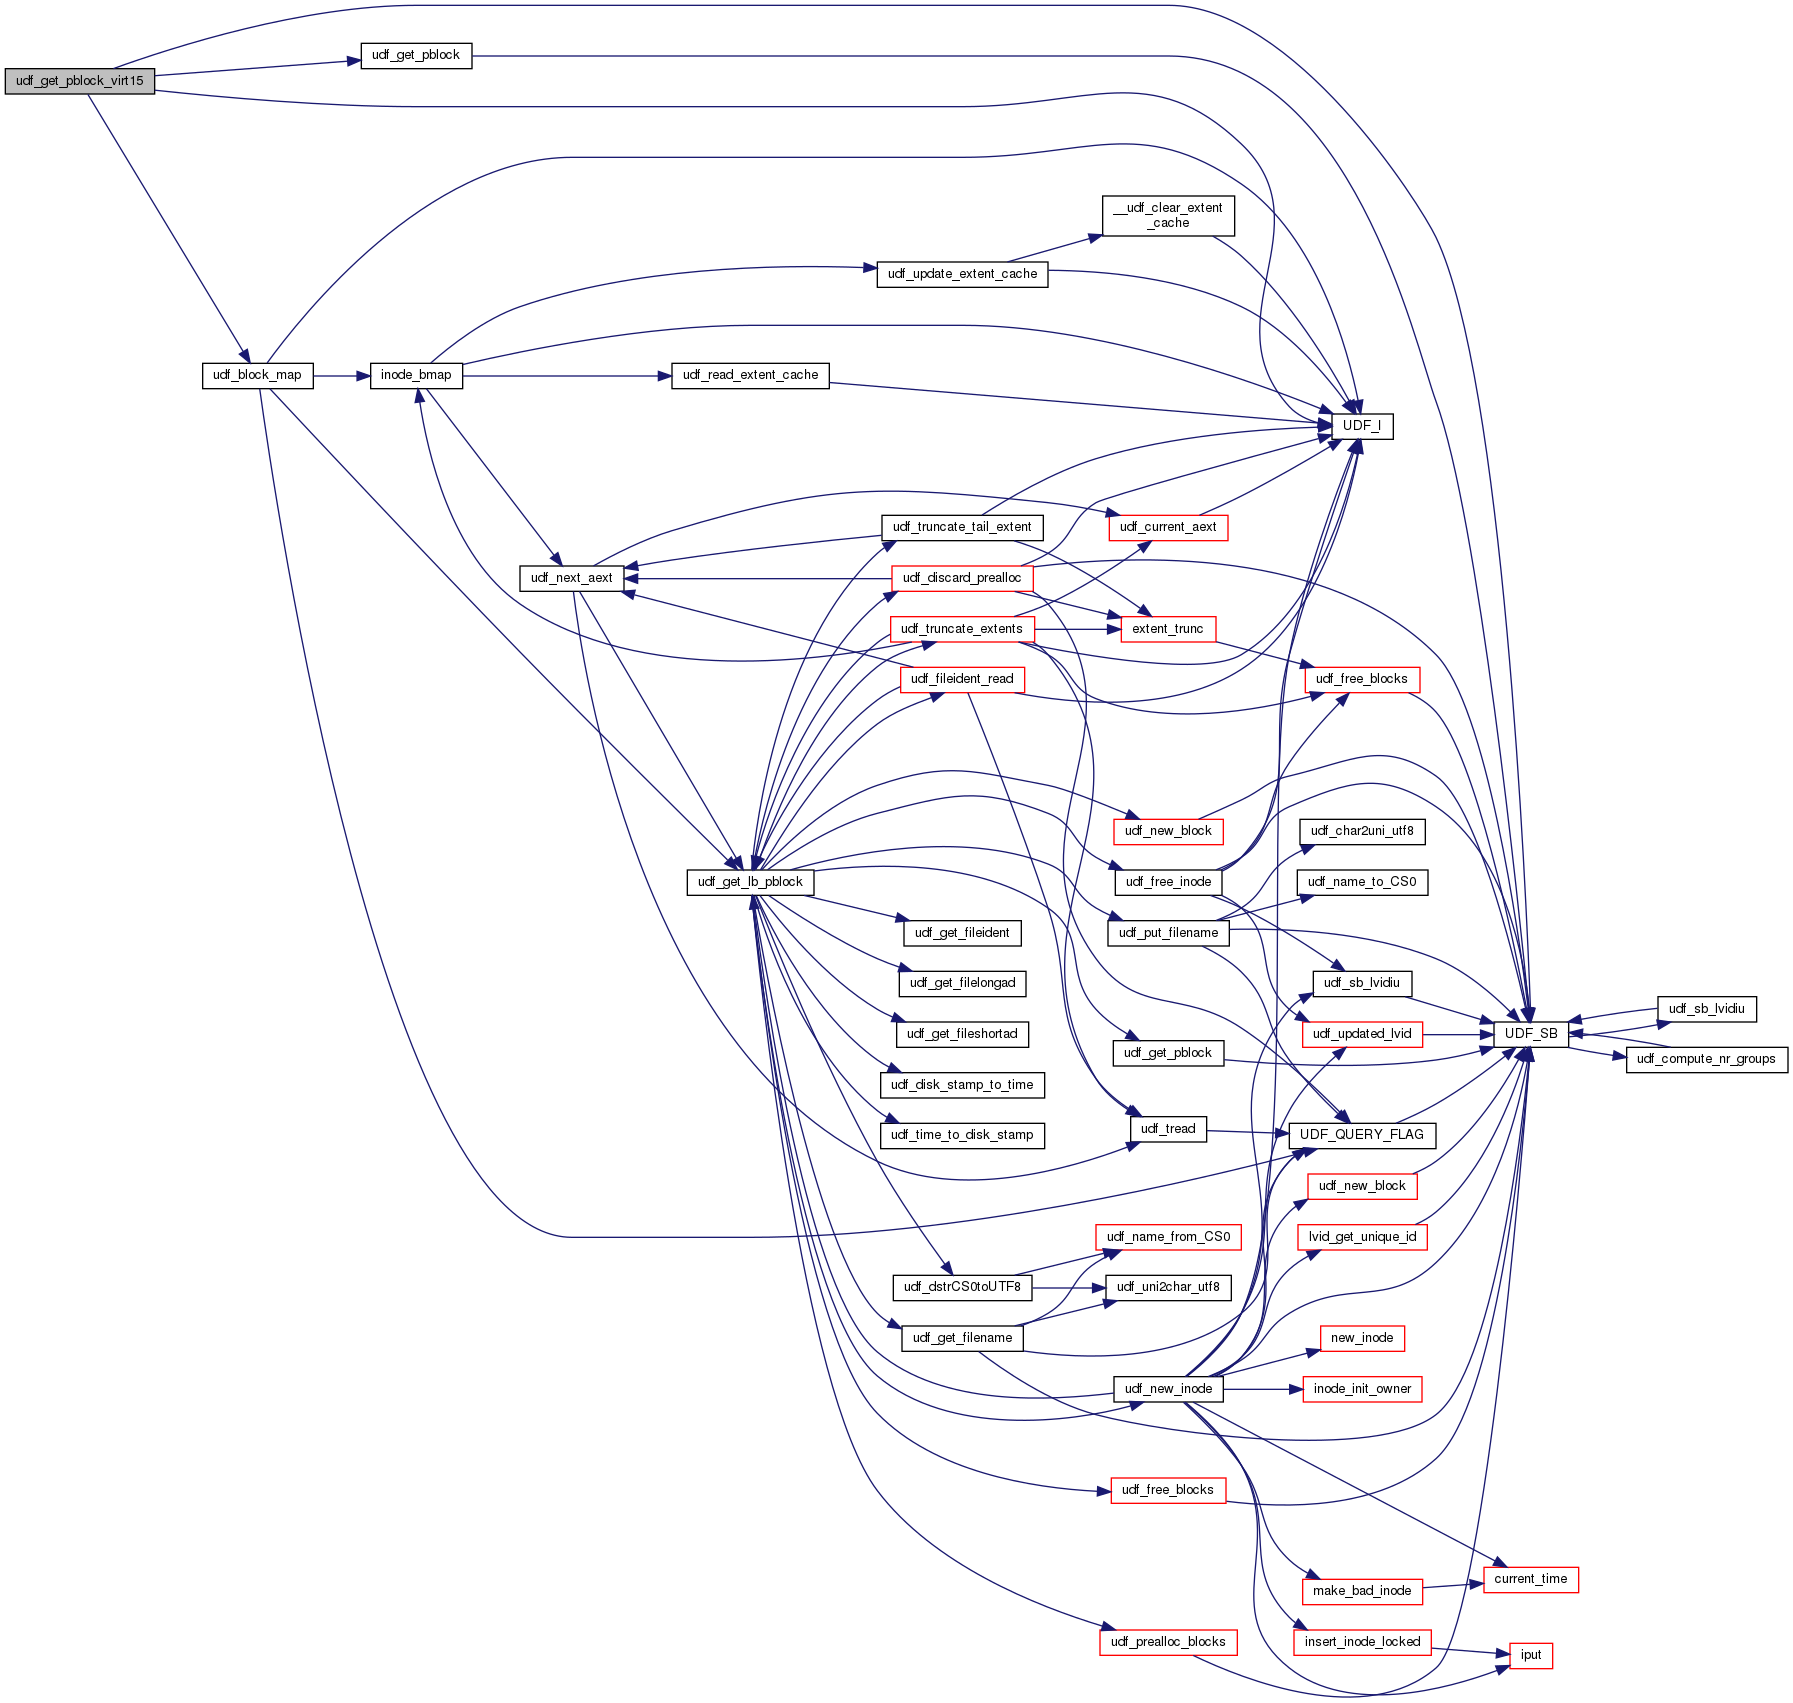 udf_get_pblock
udf_get_pblock_virt15
__udf_clear_extent
_cache
udf_update_extent_cache
udf_block_map
inode_bmap
udf_read_extent_cache
UDF_I
udf_truncate_tail_extent
udf_current_aext
udf_next_aext
udf_discard_prealloc
udf_truncate_extents
extent_trunc
udf_fileident_read
udf_free_blocks
udf_new_block
udf_char2uni_utf8
udf_get_lb_pblock
udf_free_inode
udf_name_to_CS0
udf_get_fileident
udf_put_filename
udf_get_filelongad
udf_sb_lvidiu
udf_sb_lvidiu
udf_get_fileshortad
udf_updated_lvid
UDF_SB
udf_get_pblock
udf_compute_nr_groups
udf_disk_stamp_to_time
udf_time_to_disk_stamp
udf_tread
UDF_QUERY_FLAG
udf_new_block
udf_name_from_CS0
lvid_get_unique_id
udf_dstrCS0toUTF8
udf_uni2char_utf8
udf_get_filename
new_inode
udf_new_inode
inode_init_owner
udf_free_blocks
current_time
make_bad_inode
udf_prealloc_blocks
insert_inode_locked
iput